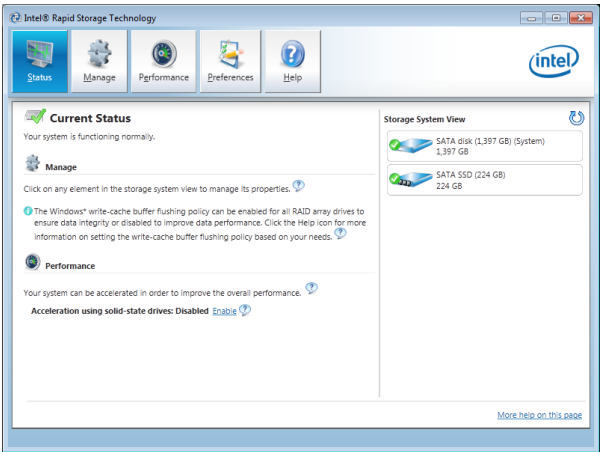 Intel® Rapid Storage Technology
Status
Manage
Performance
Preferences
Help
intel
Current Status
Your system is functioning normally.
Manage
Click on any element in the storage system view to manage its properties.
The Windows* write-cache buffer flushing policy can be enabled for all RAID array drives to
ensure data integrity or disabled to improve data performance. Click the Help icon for more
information on setting the write-cache buffer flushing policy based on your needs.
Performance
Your system can be accelerated in order to improve the overall performance.
Acceleration using solid-state drives: Disabled Enable
Storage System View
SATA disk (1,397 GB) (System)
1,397 GB
SATA SSD (224 GB)
224 GB
More help on this page